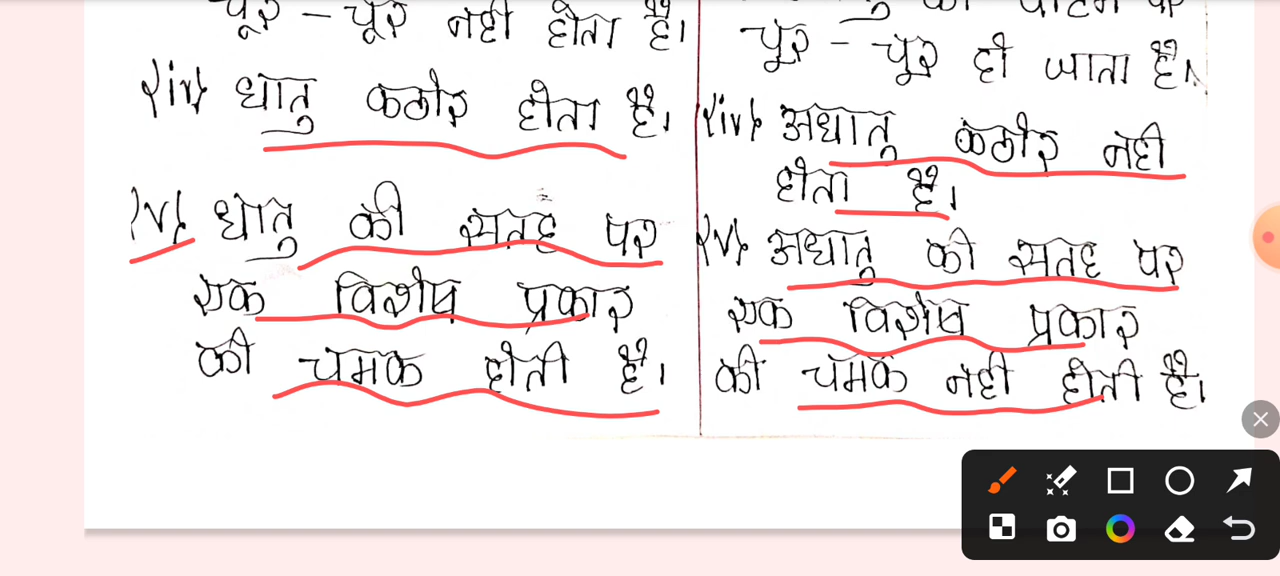 चूर - चूर नही होता है।
(iv) धातु कठोर होता है।
(v) धातु की सतह पर
एक विशेष प्रकार
की चमक होती है।
चूर - चूर हो जाता है।
(iv) अधातु कठोर नही
होता है।
(v) अधातु की सतह पर
एक विशेष प्रकार
की चमक नही होती है।